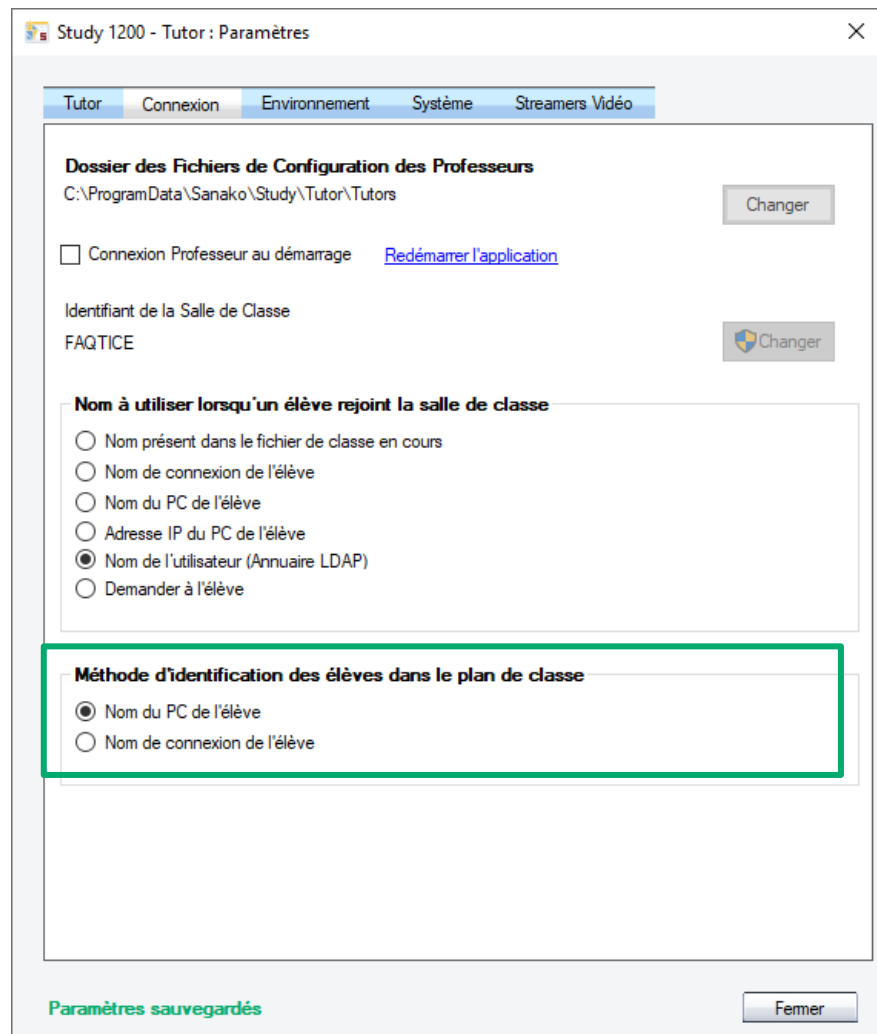 Study 1200 - Tutor : Paramètres
Tutor Connexion Environnement Système Streamers Vidéo
Dossier des Fichiers de Configuration des Professeurs
C:\ProgramData\Sanako\Study\Tutor\Tutors
Changer
Connexion Professeur au démarrage Redémarrer l'application
Identifiant de la Salle de Classe
FAQTICE
Changer
Nom à utiliser lorsqu'un élève rejoint la salle de classe
Nom présent dans le fichier de classe en cours
Nom de connexion de l'élève
Nom du PC de l'élève
Adresse IP du PC de l'élève
Nom de l'utilisateur (Annuaire LDAP)
Demander à l'élève
Méthode d'identification des élèves dans le plan de classe
Nom du PC de l'élève
Nom de connexion de l'élève
Paramètres sauvegardés
Fermer